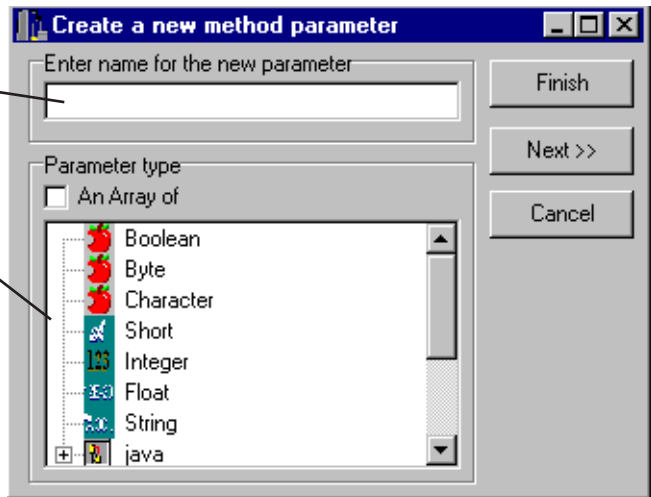 Create a new method parameter
Enter name for the new parameter
Finish
Next >>
Parameter type
An Array of
Cancel
Boolean
Byte
Character
Short
123 Integer
Float
String
java